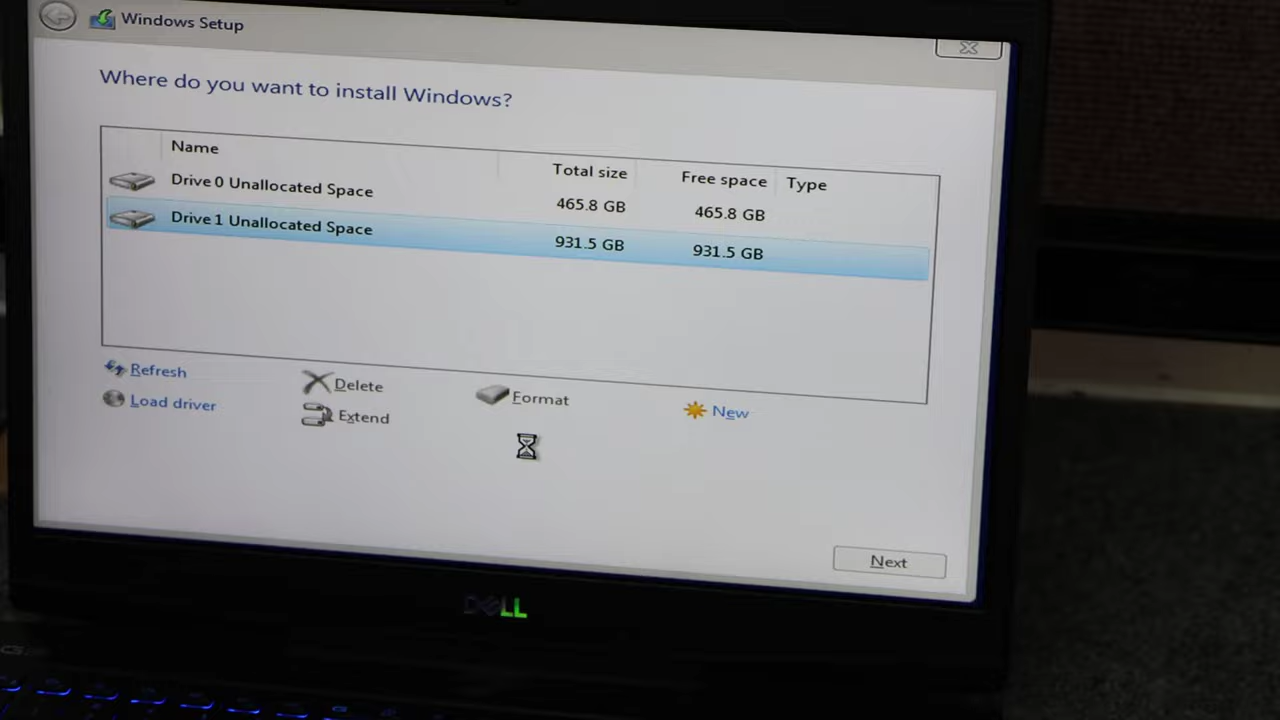 Windows Setup
Where do you want to install Windows?
Name Total size Free space Type
Drive 0 Unallocated Space 465.8 GB 465.8 GB
Drive 1 Unallocated Space 931.5 GB 931.5 GB
Refresh Delete Format New
Load driver Extend
Next
DELL